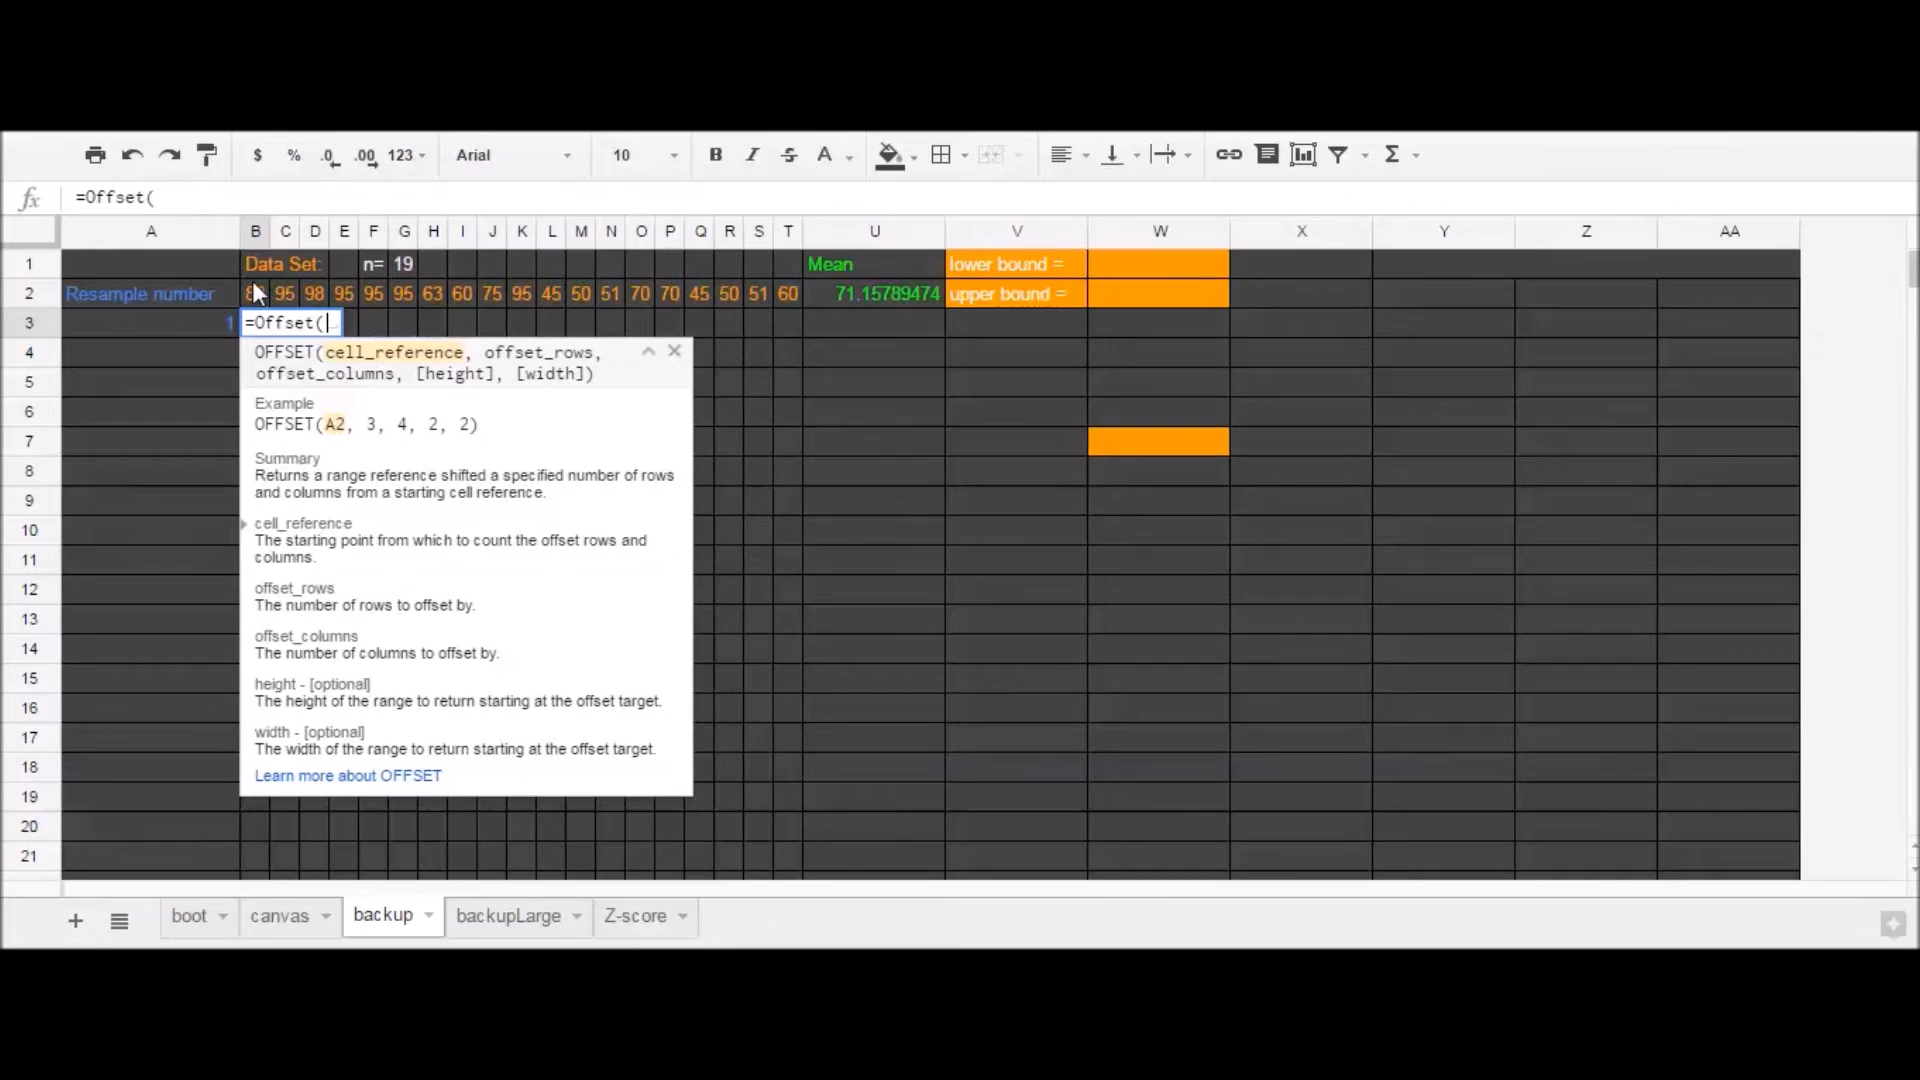 $ % .0 .00 123 Arial 10 B I S A Σ
fx =Offset(
A B C D E F G H I J K L M N O P Q R S T U V W X Y Z AA
1 Data Set: n= 19 Mean lower bound =
2 Resample number 95 98 95 95 95 63 60 75 95 45 50 51 70 70 45 50 51 60 71.15789474 upper bound =
3 1 =Offset(
4 OFFSET(cell_reference, offset_rows,
offset_columns, [height], [width])
5
6 Example
OFFSET(A2, 3, 4, 2, 2)
7
8 Summary
Returns a range reference shifted a specified number of rows
9 and columns from a starting cell reference.
10 cell_reference
The starting point from which to count the offset rows and
11 columns.
12 offset_rows
The number of rows to offset by.
13
14 offset_columns
The number of columns to offset by.
15 height - [optional]
The height of the range to return starting at the offset target.
16
17 width - [optional]
The width of the range to return starting at the offset target.
18 Learn more about OFFSET
19
20
21
+ boot canvas backup backupLarge Z-score